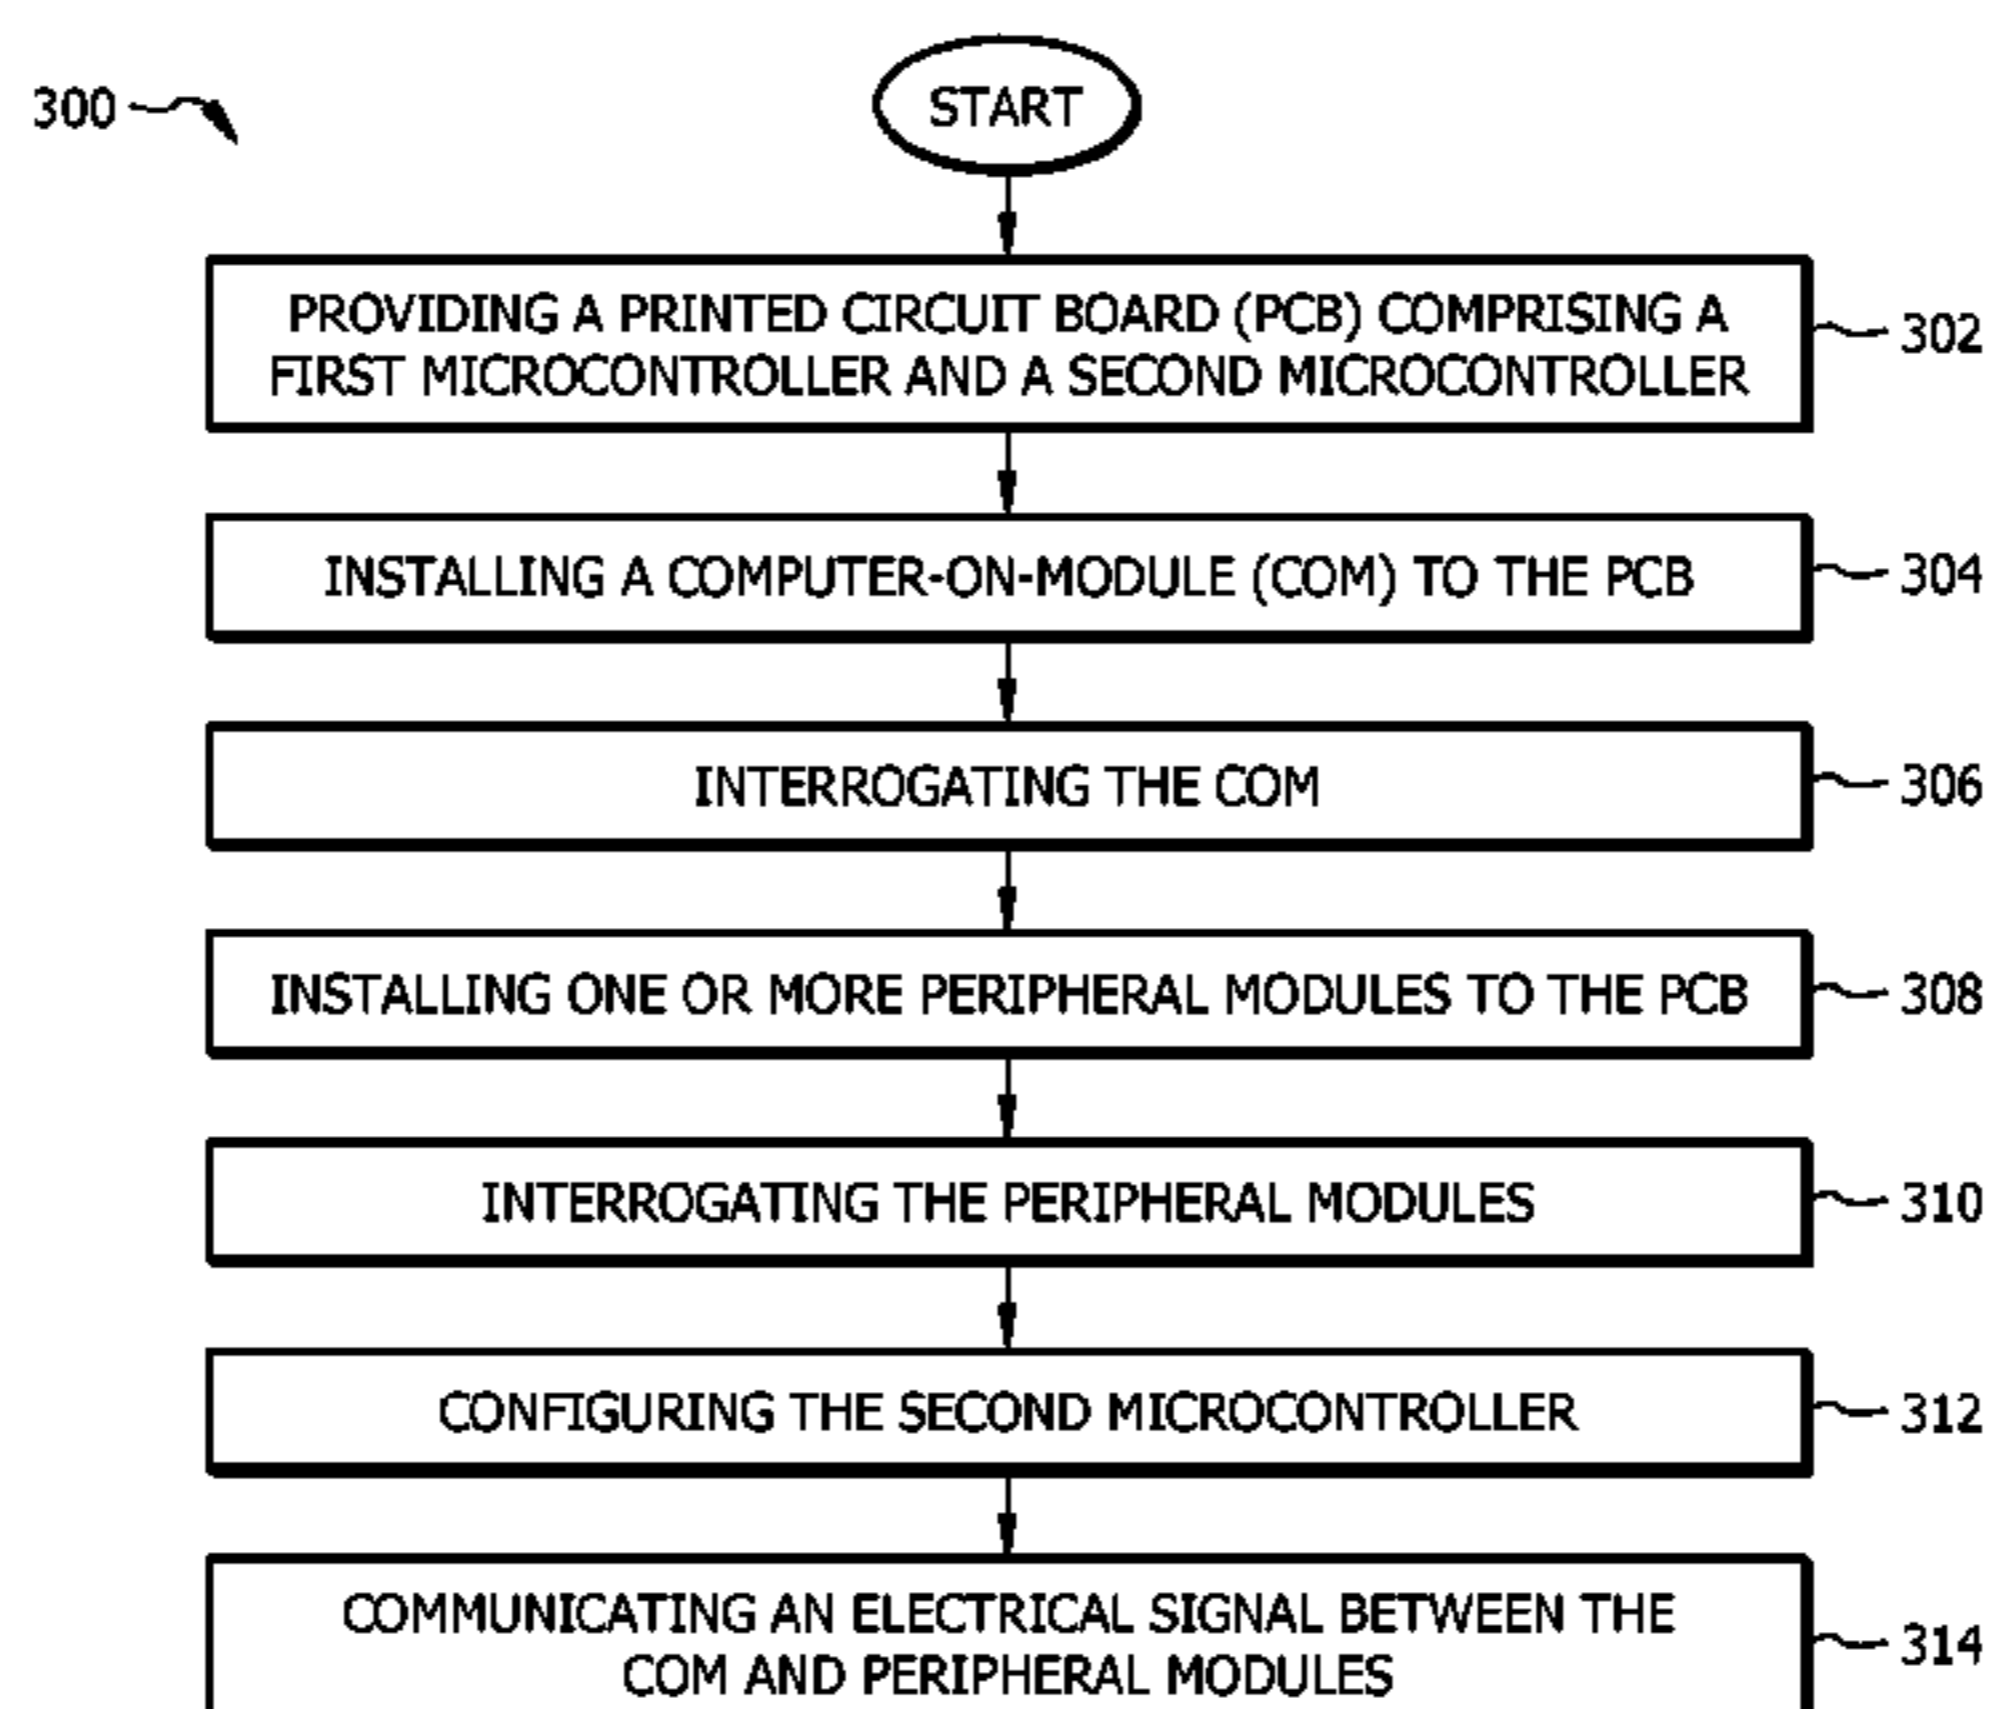 300
START
PROVIDING A PRINTED CIRCUIT BOARD (PCB) COMPRISING A
FIRST MICROCONTROLLER AND A SECOND MICROCONTROLLER
302
INSTALLING A COMPUTER-ON-MODULE (COM) TO THE PCB
304
INTERROGATING THE COM
306
INSTALLING ONE OR MORE PERIPHERAL MODULES TO THE PCB
308
INTERROGATING THE PERIPHERAL MODULES
310
CONFIGURING THE SECOND MICROCONTROLLER
312
COMMUNICATING AN ELECTRICAL SIGNAL BETWEEN THE
COM AND PERIPHERAL MODULES
314